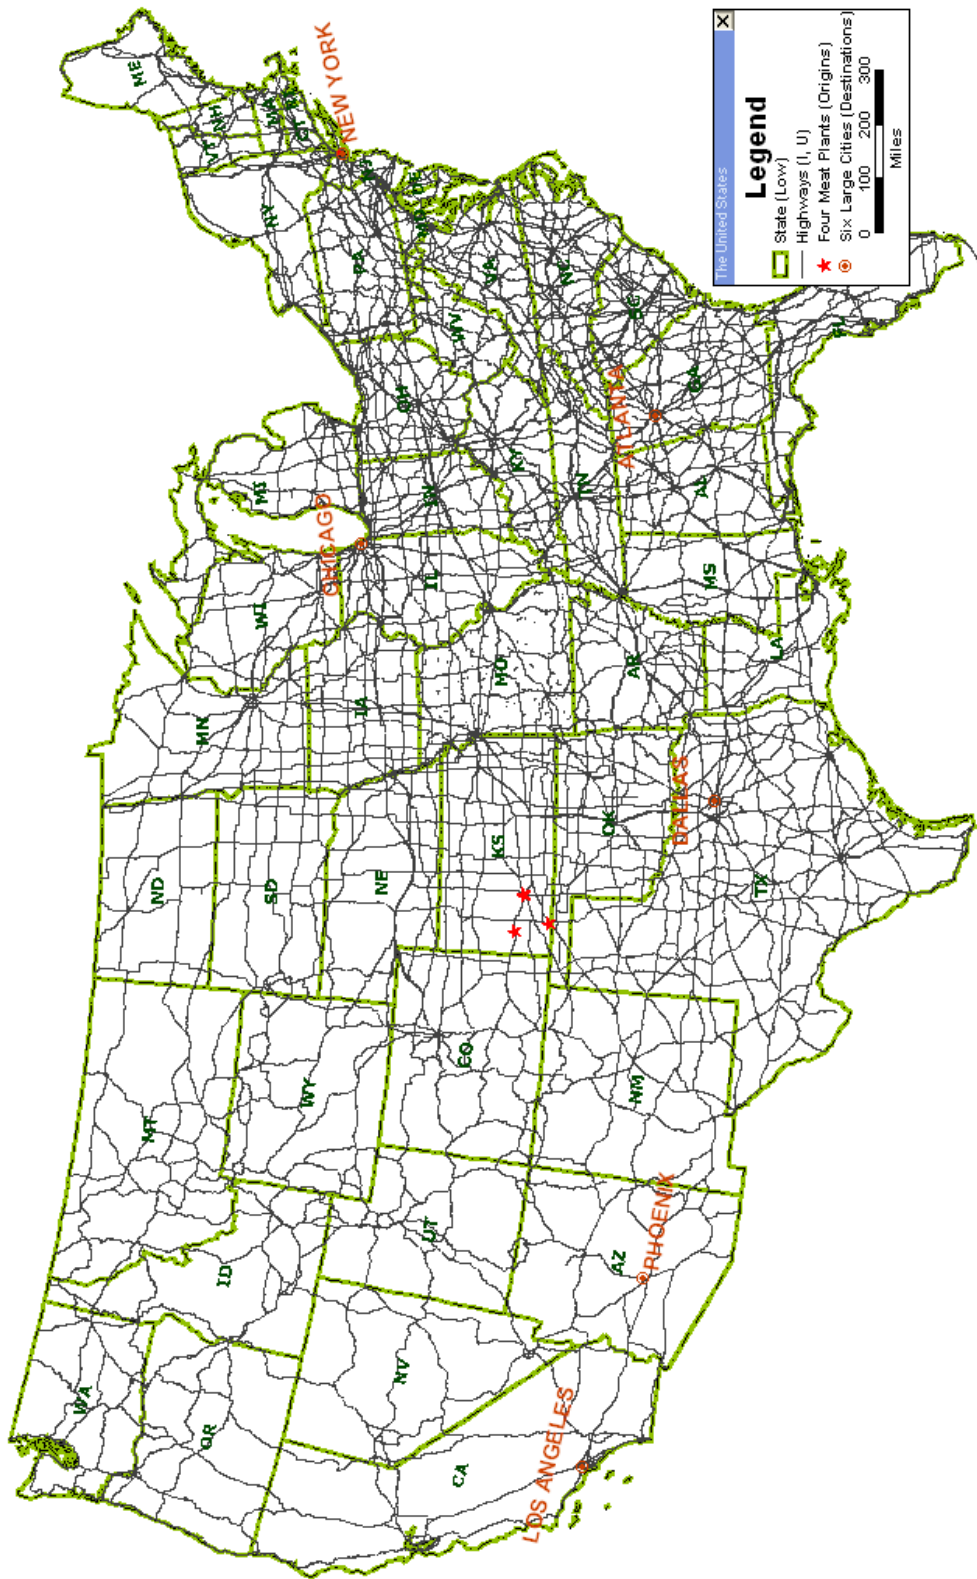 The United States
Legend
State (Low)
Highways (I, U)
Four Meat Plants (Origins)
Six Large Cities (Destinations)
0 100 200 300
Miles
WA
OR
CA
NV
ID
MT
WY
UT
AZ
CO
NM
ND
SD
NE
KS
OK
TX
MN
IA
MO
AR
LA
WI
IL
MS
MI
IN
KY
TN
AL
OH
WV
GA
FL
SC
NC
VA
PA
NY
VT
NH
ME
MA
CT
RI
NJ
DE
MD
LOS ANGELES
PHOENIX
DALLAS
CHICAGO
ATLANTA
NEW YORK